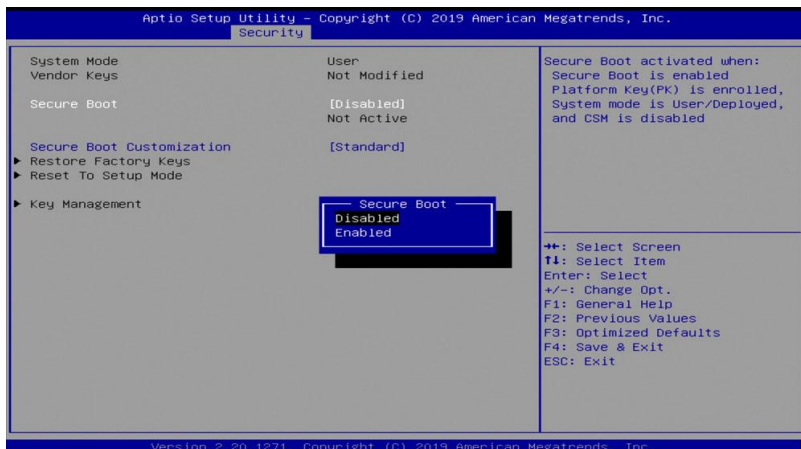 Aptio Setup Utility – Copyright (C) 2019 American Megatrends, Inc.
Security
System Mode User
Vendor Keys Not Modified
Secure Boot [Disabled]
Not Active
Secure Boot Customization [Standard]
Restore Factory Keys
Reset To Setup Mode
Key Management
Secure Boot
Disabled
Enabled
Secure Boot activated when:
Secure Boot is enabled
Platform Key(PK) is enrolled,
System mode is User/Deployed,
and CSM is disabled
→←: Select Screen
↑↓: Select Item
Enter: Select
+/-: Change Opt.
F1: General Help
F2: Previous Values
F3: Optimized Defaults
F4: Save & Exit
ESC: Exit
Version 2.20.1271. Copyright (C) 2019 American Megatrends, Inc.